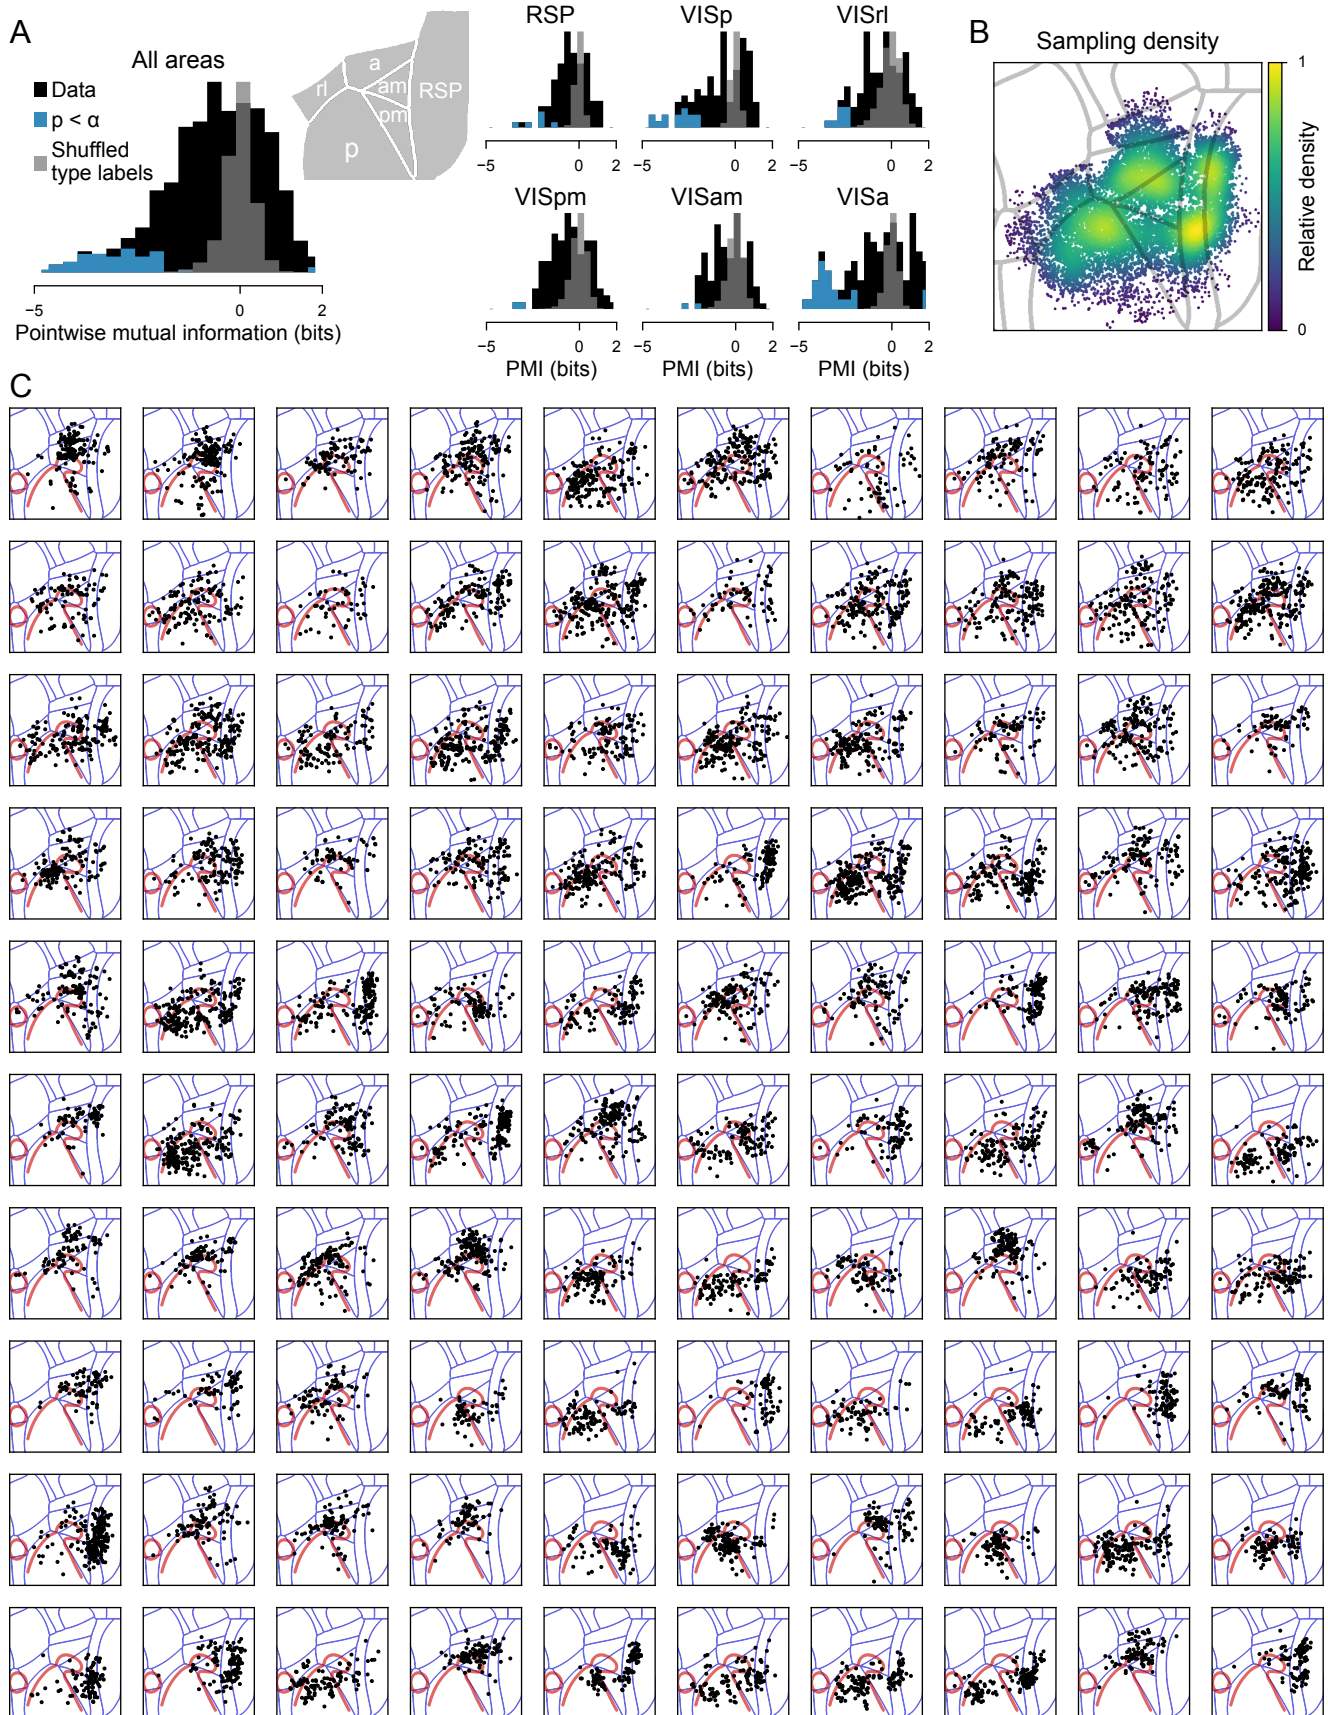 A
All areas
Data
p < α
Shuffled
type labels
−5
0
2
Pointwise mutual information (bits)
a
rl
am
RSP
pm
p
RSP
VISp
VISrl
−5
0
2
−5
0
2
−5
0
2
VISpm
VISam
VISa
−5
0
2
−5
0
2
−5
0
2
PMI (bits)
PMI (bits)
PMI (bits)
B
Sampling density
1
Relative density
0
C